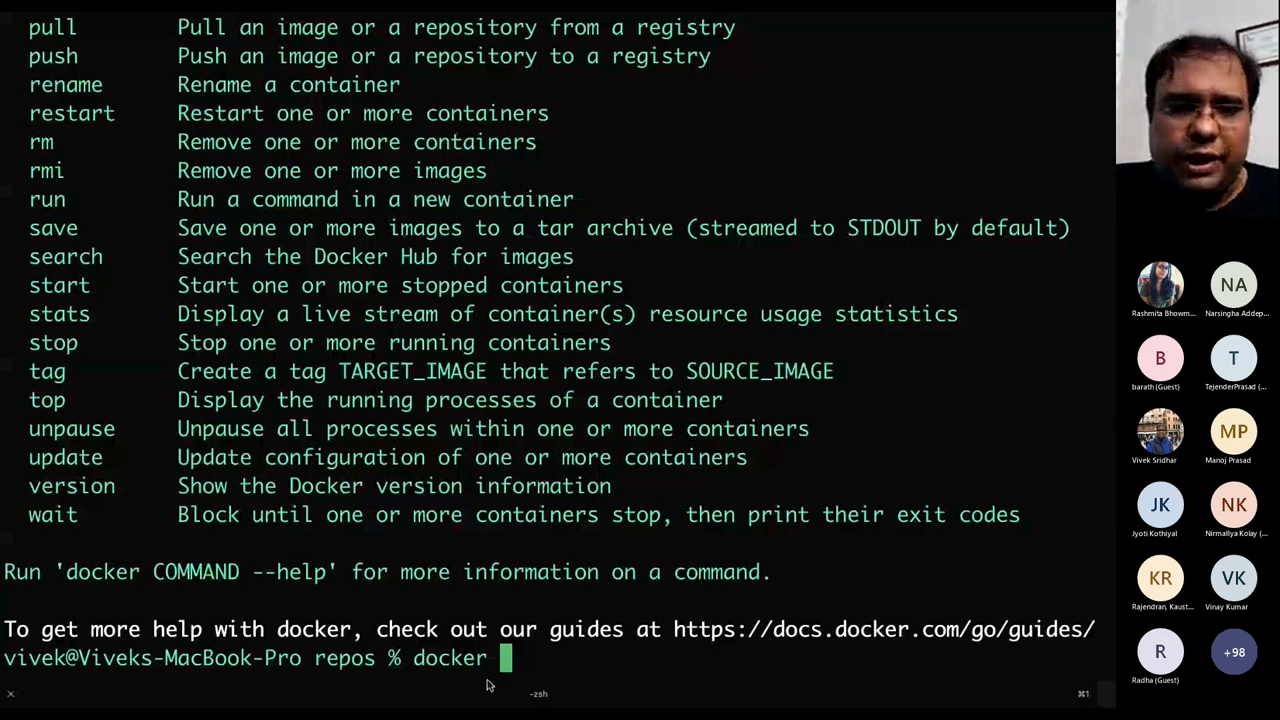 pull Pull an image or a repository from a registry
push Push an image or a repository to a registry
rename Rename a container
restart Restart one or more containers
rm Remove one or more containers
rmi Remove one or more images
run Run a command in a new container
save Save one or more images to a tar archive (streamed to STDOUT by default)
search Search the Docker Hub for images
start Start one or more stopped containers
stats Display a live stream of container(s) resource usage statistics
stop Stop one or more running containers
tag Create a tag TARGET_IMAGE that refers to SOURCE_IMAGE
top Display the running processes of a container
unpause Unpause all processes within one or more containers
update Update configuration of one or more containers
version Show the Docker version information
wait Block until one or more containers stop, then print their exit codes
Run 'docker COMMAND --help' for more information on a command.
To get more help with docker, check out our guides at https://docs.docker.com/go/guides/
vivek@Viveks-MacBook-Pro repos % docker
-zsh
⌘1
NA
Rashmita Bhowm... Narsingha Addep...
B T
barath (Guest) TejenderPrasad (...
MP
Vivek Sridhar Manoj Prasad
JK NK
Jyoti Kothiyal Nirmallya Kolay (...
KR VK
Rajendran, Kaust... Vinay Kumar
R +98
Radha (Guest)